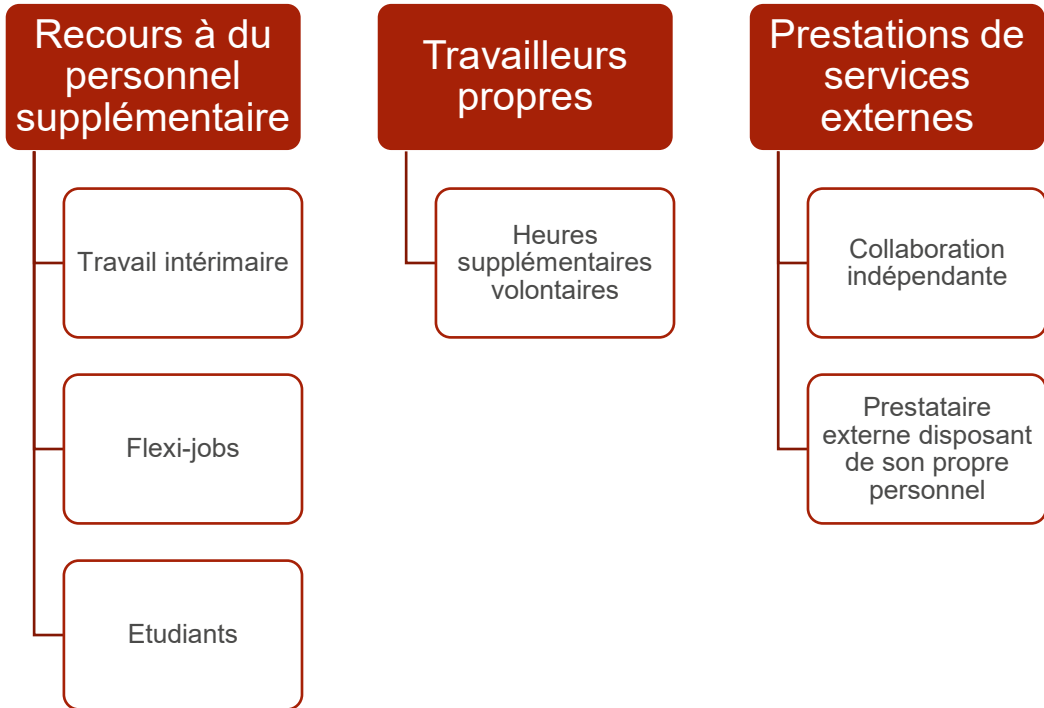 Recours à du
personnel
supplémentaire
Travail intérimaire
Flexi-jobs
Etudiants
Travailleurs
propres
Heures
supplémentaires
volontaires
Prestations de
services
externes
Collaboration
indépendante
Prestataire
externe disposant
de son propre
personnel